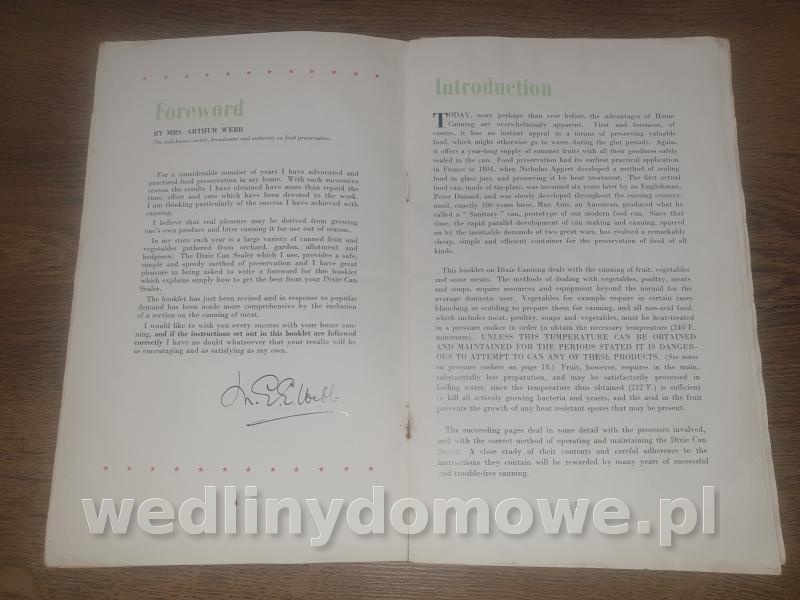 Foreword
BY MRS. ARTHUR WEBB
The well-known writer, broadcaster and authority on food preservation.
For a considerable number of years I have advocated and
practised food preservation in my home. With each successive
season the results I have obtained have more than repaid the
time, effort and care which have been devoted to the work.
I am thinking particularly of the success I have achieved with
canning.
I believe that real pleasure may be derived from growing
one's own produce and later canning it for use out of season.
In my store each year is a large variety of canned fruit and
vegetables gathered from orchard, garden, allotment and
hedgerow. The Dixie Can Sealer which I use, provides a safe,
simple and speedy method of preservation and I have great
pleasure in being asked to write a foreword for this booklet
which explains simply how to get the best from your Dixie Can
Sealer.
The booklet has just been revised and in response to popular
demand has been made more comprehensive by the inclusion
of a section on the canning of meat.
I would like to wish you every success with your home can-
ning, and if the instructions set out in this booklet are followed
correctly I have no doubt whatsoever that your results will be
as encouraging and as satisfying as my own.
E. Webb.
4
Introduction
TODAY, more perhaps than ever before, the advantages of Home
Canning are overwhelmingly apparent. First and foremost, of
course, it has an instant appeal as a means of preserving valuable
food, which might otherwise go to waste during the glut periods. Again,
it offers a year-long supply of summer fruits with all their goodness safely
sealed in the can. Food preservation had its earliest practical application
in France in 1804, when Nicholas Appert developed a method of sealing
food in glass jars, and preserving it by heat treatment. The first actual
food can, made of tin-plate, was invented six years later by an Englishman,
Peter Durand, and was slowly developed throughout the ensuing century,
until, exactly 100 years later, Max Ams, an American, produced what he
called a " Sanitary " can, prototype of our modern food can. Since that
time, the rapid parallel development of can making and canning, spurred
on by the insatiable demands of two great wars, has evolved a remarkably
cheap, simple and efficient container for the preservation of food of all
kinds.
This booklet on Dixie Canning deals with the canning of fruit, vegetables
and some meats. The methods of dealing with vegetables, poultry, meats
and soups, require resources and equipment beyond the normal for the
average domestic user. Vegetables for example require in certain cases
blanching or scalding to prepare them for canning, and all non-acid food,
which includes meat, poultry, soups and vegetables, must be heat-treated
in a pressure cooker in order to obtain the necessary temperature (240°F.
minimum). UNLESS THIS TEMPERATURE CAN BE OBTAINED
AND MAINTAINED FOR THE PERIODS STATED IT IS DANGER-
OUS TO ATTEMPT TO CAN ANY OF THESE PRODUCTS. (See notes
on pressure cookers on page 18.) Fruit, however, requires in the main,
substantially less preparation, and may be satisfactorily processed in
boiling water, since the temperature thus obtained (212°F.) is sufficient
to kill all actively growing bacteria and yeasts, and the acid in the fruit
prevents the growth of any heat resistant spores that may be present.
The succeeding pages deal in some detail with the processes involved,
and with the correct method of operating and maintaining the Dixie Can
Sealer. A close study of their contents and careful adherence to the
instructions they contain will be rewarded by many years of successful
and trouble-free canning.
wedlinydomowe.pl